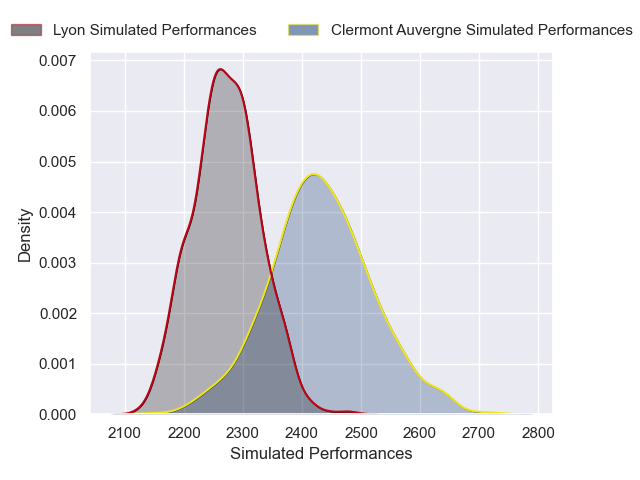 Lyon Simulated Performances
Clermont Auvergne Simulated Performances
0.007
0.006
0.005
0.004
0.003
0.002
0.001
0.000
Density
2100 2200 2300 2400 2500 2600 2700 2800
Simulated Performances